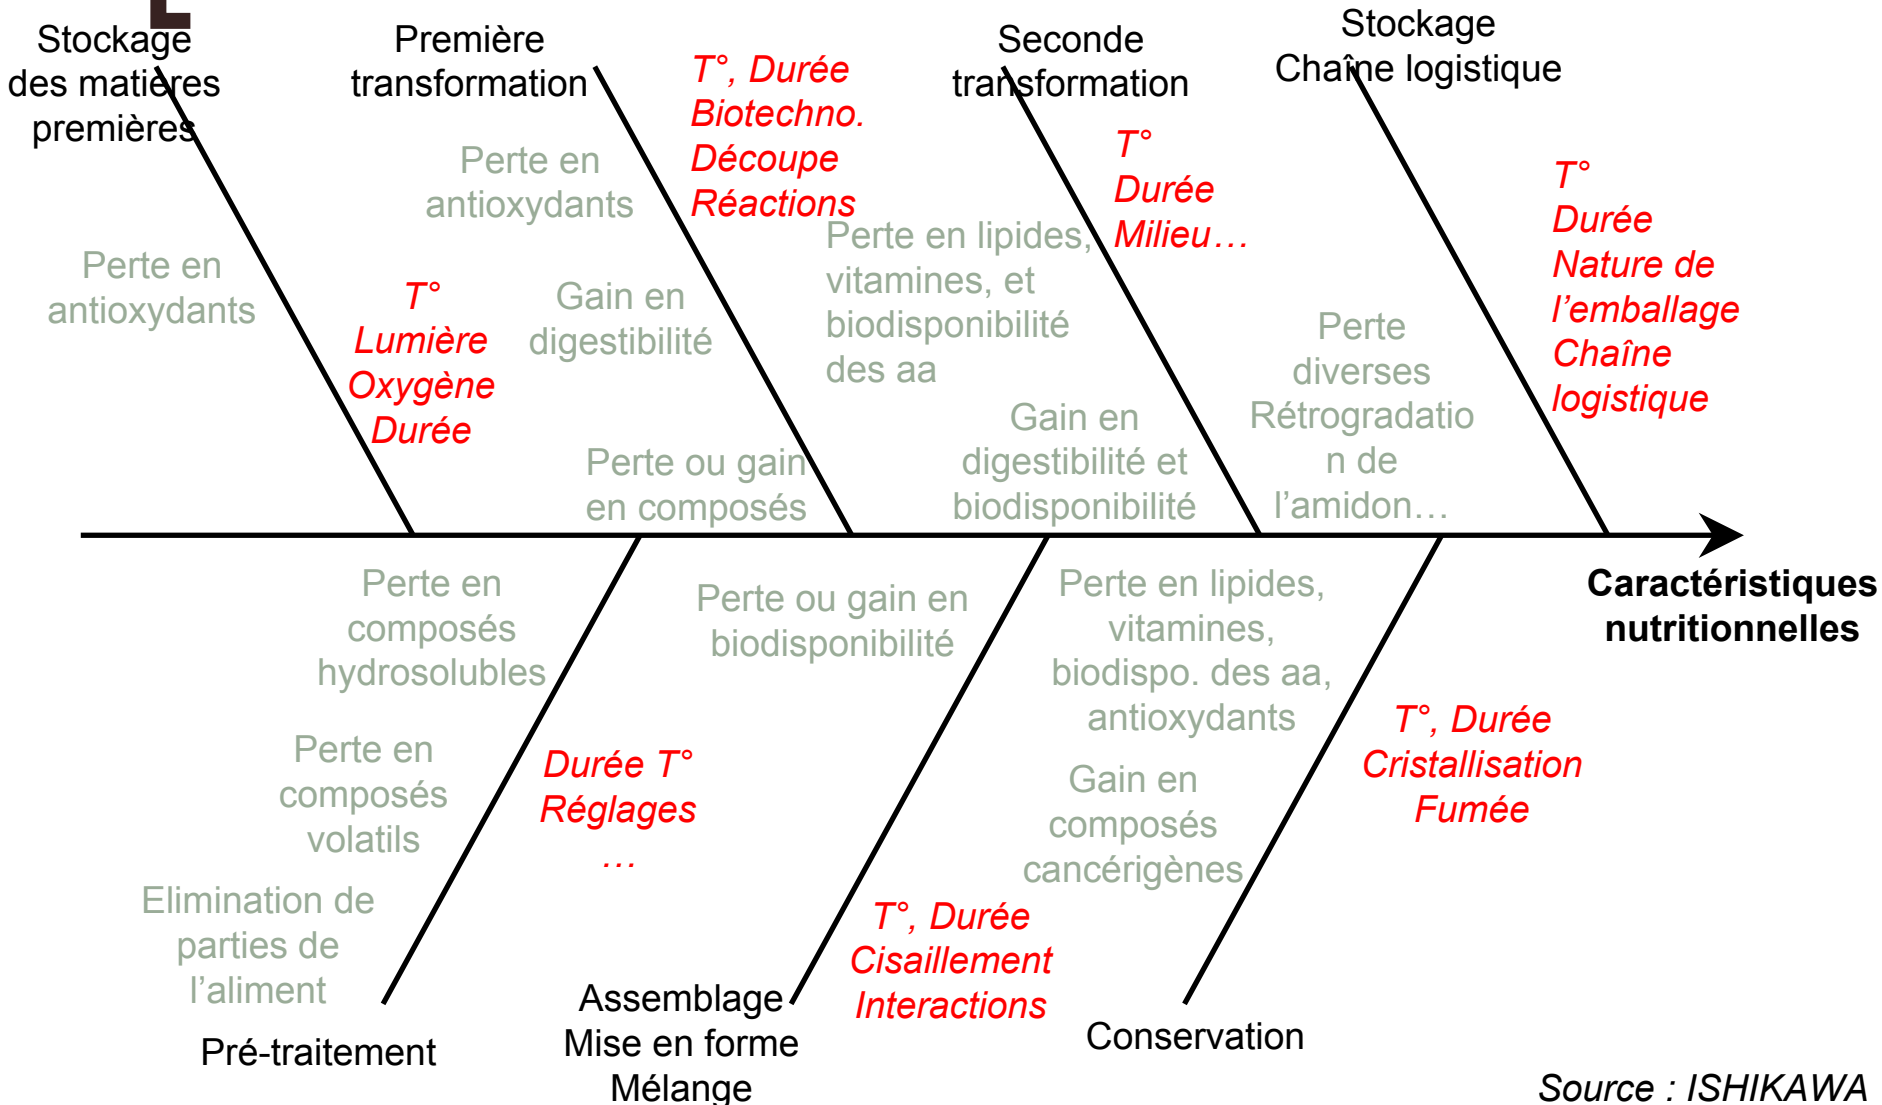 Stockage
des matières
premières
Première
transformation
Seconde
transformation
Stockage
Chaîne logistique
Perte en
antioxydants
T°
Lumière
Oxygène
Durée
Perte en
antioxydants
Gain en
digestibilité
Perte ou gain
en composés
T°, Durée
Biotechno.
Découpe
Réactions
Perte en lipides,
vitamines, et
biodisponibilité
des aa
Gain en
digestibilité et
biodisponibilité
T°
Durée
Milieu…
Perte
diverses
Rétrogradatio
n de
l’amidon…
T°
Durée
Nature de
l’emballage
Chaîne
logistique
Caractéristiques
nutritionnelles
Perte en
composés
hydrosolubles
Perte en
composés
volatils
Elimination de
parties de
l’aliment
Pré-traitement
Durée T°
Réglages
…
Perte ou gain en
biodisponibilité
Assemblage
Mise en forme
Mélange
T°, Durée
Cisaillement
Interactions
Perte en lipides,
vitamines,
biodispo. des aa,
antioxydants
Gain en
composés
cancérigènes
Conservation
T°, Durée
Cristallisation
Fumée
Source : ISHIKAWA